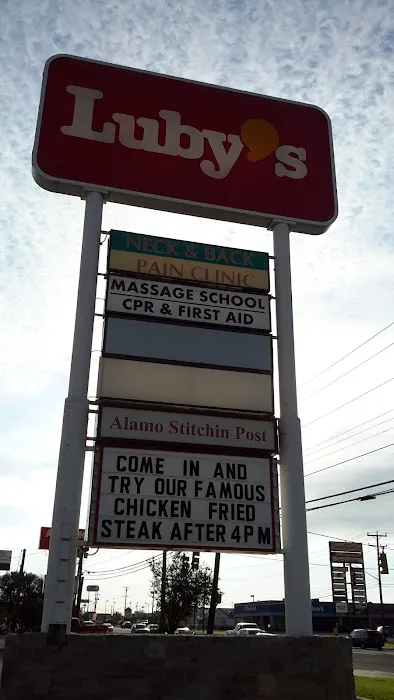 Luby's
NECK & BACK
PAIN CLINIC
MASSAGE SCHOOL
CPR & FIRST AID
Alamo Stitchin Post
COME IN AND
TRY OUR FAMOUS
CHICKEN FRIED
STEAK AFTER 4PM